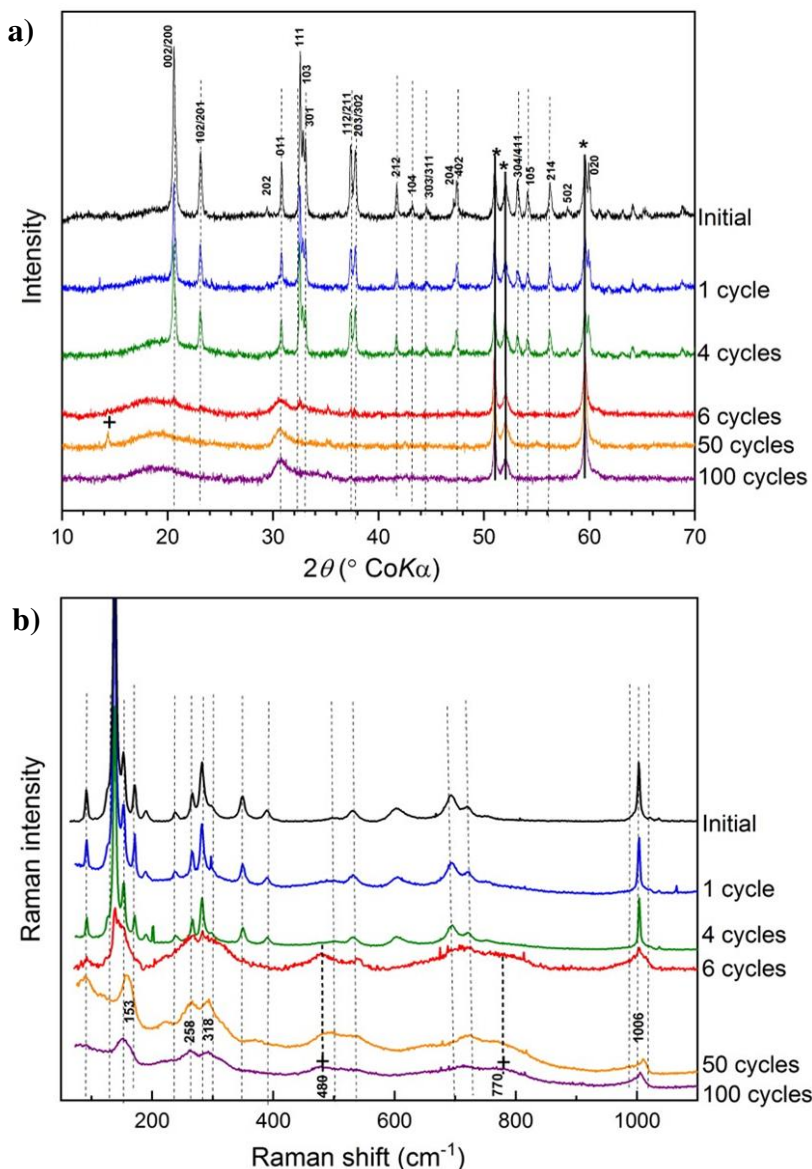 a)
002/200
102/201
202
011
111
103
301
112/211
203/302
212
104
303/311
204
402
*
*
304/411
105
214
502
*
020
Initial
1 cycle
4 cycles
6 cycles
+
50 cycles
100 cycles
Intensity
10 20 30 40 50 60 70
2θ (° CoKα)
b)
Initial
1 cycle
4 cycles
6 cycles
153
258
318
480
+
770
+
1006
50 cycles
100 cycles
Raman intensity
200 400 600 800 1000
Raman shift (cm-1)